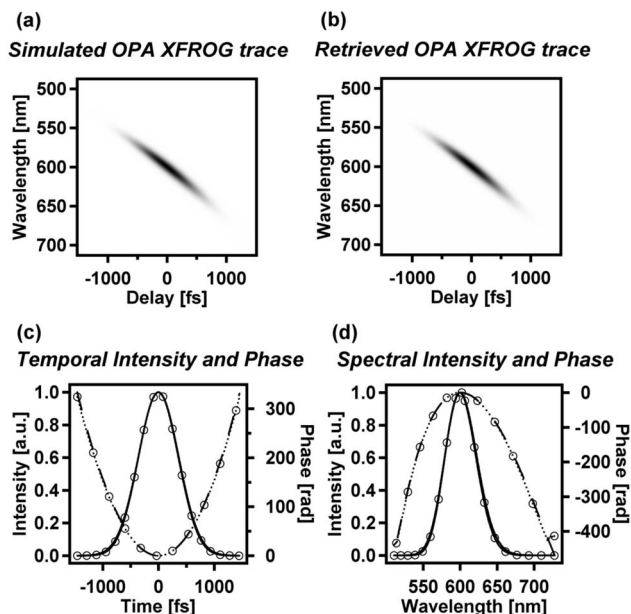 (a)
Simulated OPA XFROG trace
500
550
600
650
700
Wavelength [nm]
-1000
0
1000
Delay [fs]
(b)
Retrieved OPA XFROG trace
500
550
600
650
700
Wavelength [nm]
-1000
0
1000
Delay [fs]
(c)
Temporal Intensity and Phase
1.0
0.8
0.6
0.4
0.2
0.0
Intensity [a.u.]
300
200
100
0
Phase [rad]
-1000
0
1000
Time [fs]
(d)
Spectral Intensity and Phase
1.0
0.8
0.6
0.4
0.2
0.0
Intensity [a.u.]
0
-100
-200
-300
-400
Phase [rad]
550
600
650
700
Wavelength [nm]